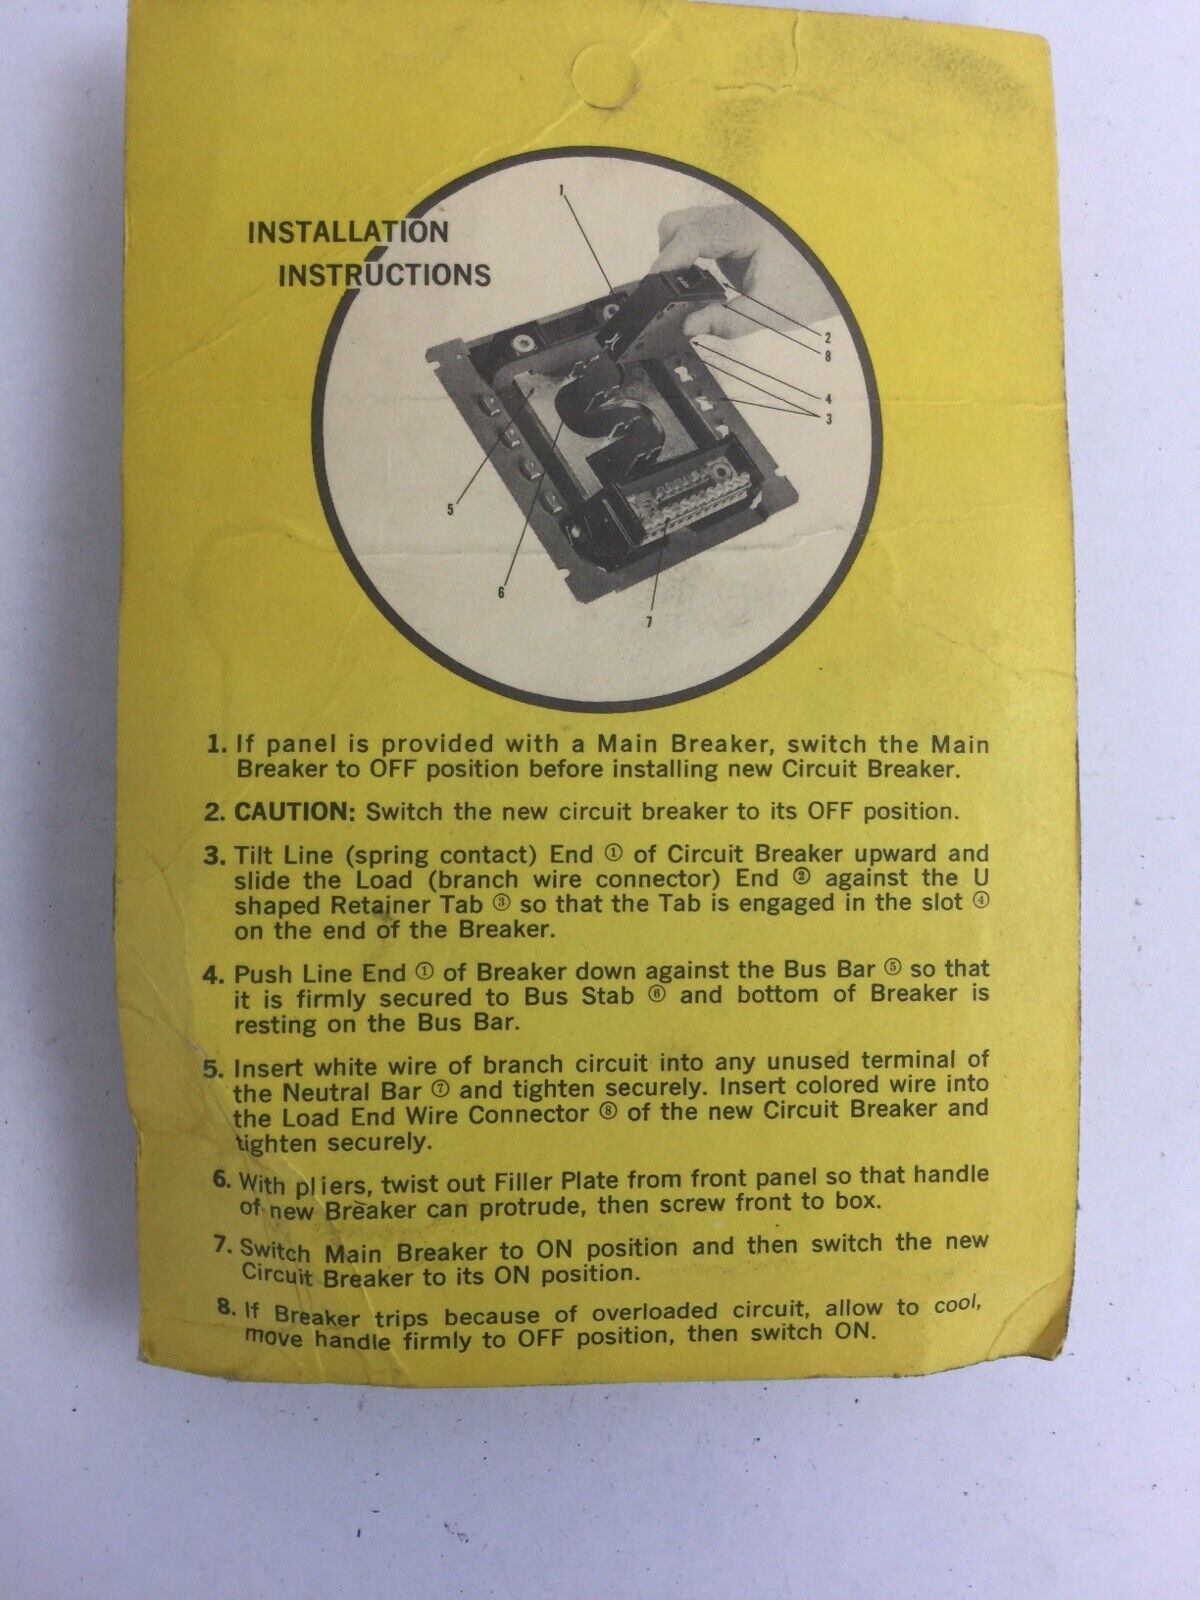 INSTALLATION
INSTRUCTIONS
1
2
8
4
3
5
6
7
1. If panel is provided with a Main Breaker, switch the Main
Breaker to OFF position before installing new Circuit Breaker.
2. CAUTION: Switch the new circuit breaker to its OFF position.
3. Tilt Line (spring contact) End ① of Circuit Breaker upward and
slide the Load (branch wire connector) End ② against the U
shaped Retainer Tab ③ so that the Tab is engaged in the slot ④
on the end of the Breaker.
4. Push Line End ① of Breaker down against the Bus Bar ⑤ so that
it is firmly secured to Bus Stab ⑥ and bottom of Breaker is
resting on the Bus Bar.
5. Insert white wire of branch circuit into any unused terminal of
the Neutral Bar ⑦ and tighten securely. Insert colored wire into
the Load End Wire Connector ⑧ of the new Circuit Breaker and
tighten securely.
6. With pliers, twist out Filler Plate from front panel so that handle
of new Breaker can protrude, then screw front to box.
7. Switch Main Breaker to ON position and then switch the new
Circuit Breaker to its ON position.
8. If Breaker trips because of overloaded circuit, allow to cool,
move handle firmly to OFF position, then switch ON.